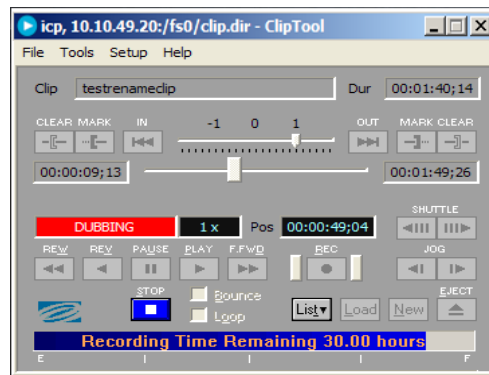 icp, 10.10.49.20:/fs0/clip.dir - ClipTool
File Tools Setup Help
Clip testrenameclip Dur 00:01:40;14
CLEAR MARK IN -1 0 1 OUT MARK CLEAR
00:00:09;13 00:01:49;26
DUBBING 1 x Pos 00:00:49;04 SHUTTLE
REW REV PAUSE PLAY F.FWD REC JOG
STOP Bounce Loop List Load New EJECT
Recording Time Remaining 30.00 hours
E F